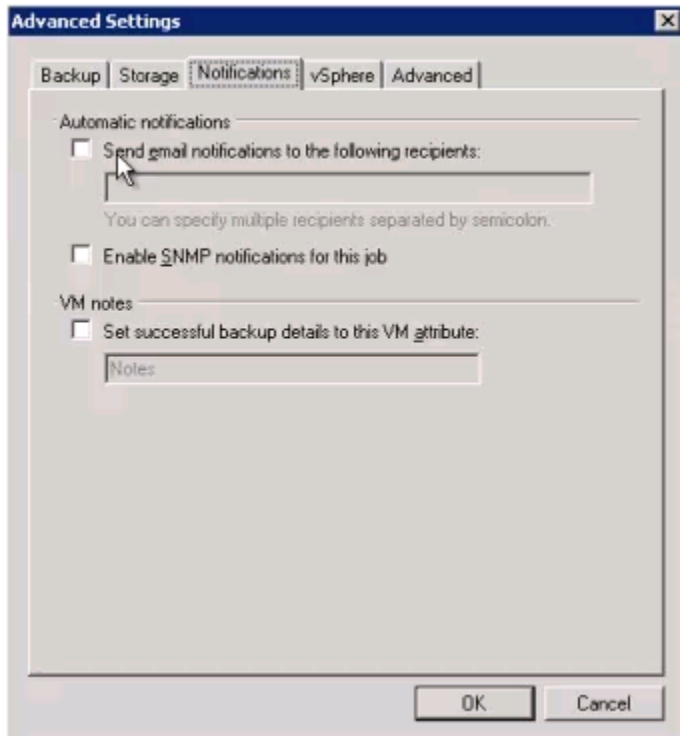 Advanced Settings
Backup Storage Notifications vSphere Advanced
Automatic notifications
Send email notifications to the following recipients:
You can specify multiple recipients separated by semicolon.
Enable SNMP notifications for this job
VM notes
Set successful backup details to this VM attribute:
Notes
OK Cancel